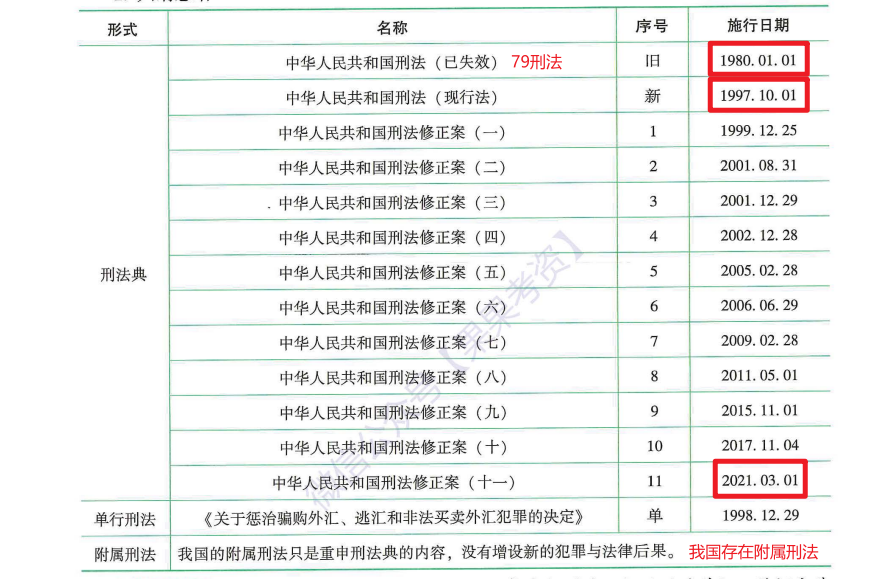 形式 名称 序号 施行日期
中华人民共和国刑法（已失效） 79刑法 旧 1980.01.01
中华人民共和国刑法（现行法） 新 1997.10.01
中华人民共和国刑法修正案（一） 1 1999.12.25
中华人民共和国刑法修正案（二） 2 2001.08.31
中华人民共和国刑法修正案（三） 3 2001.12.29
中华人民共和国刑法修正案（四） 4 2002.12.28
刑法典 中华人民共和国刑法修正案（五） 5 2005.02.28
中华人民共和国刑法修正案（六） 6 2006.06.29
中华人民共和国刑法修正案（七） 7 2009.02.28
中华人民共和国刑法修正案（八） 8 2011.05.01
中华人民共和国刑法修正案（九） 9 2015.11.01
中华人民共和国刑法修正案（十） 10 2017.11.04
中华人民共和国刑法修正案（十一） 11 2021.03.01
单行刑法 《关于惩治骗购外汇、逃汇和非法买卖外汇犯罪的决定》 单 1998.12.29
附属刑法 我国的附属刑法只是重申刑法典的内容，没有增设新的犯罪与法律后果。 我国存在附属刑法
微信公众号【果果考资】